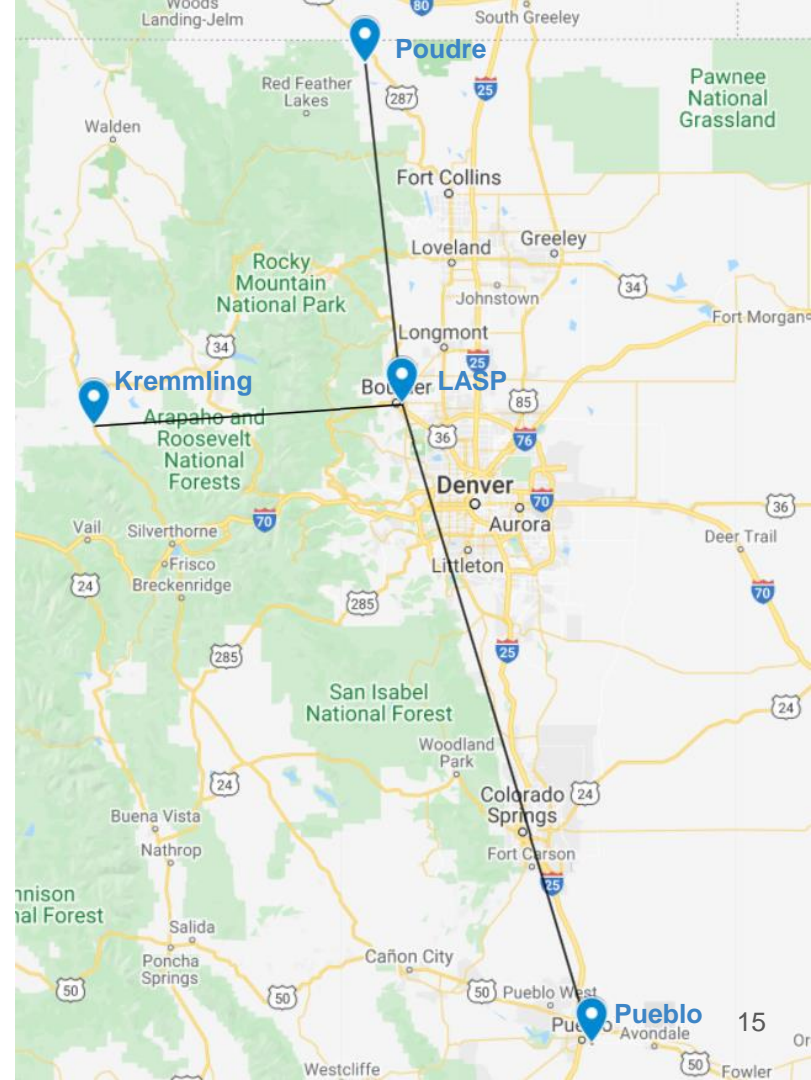 Woods
Landing-Jelm
80
South Greeley
Poudre
Red Feather
Lakes
287
25
Pawnee
National
Grassland
Walden
Fort Collins
Loveland
Greeley
Rocky
Mountain
National Park
34
Johnstown
Fort Morgan
Longmont
34
25
Kremmling
LASP
85
Arapaho and
Roosevelt
National
Forests
36
76
Denver
70
36
70
Aurora
Vail
Silverthorne
Deer Trail
Frisco
Littleton
24
Breckenridge
285
70
285
25
San Isabel
National Forest
24
Woodland
Park
24
Colorado
24
Springs
Buena Vista
Nathrop
Fort Carson
25
nnison
nal Forest
Salida
Poncha
Springs
Cañon City
50
50
50
Pueblo West
Pueblo
15
Avondale
Or
50
Fowler
Westcliffe